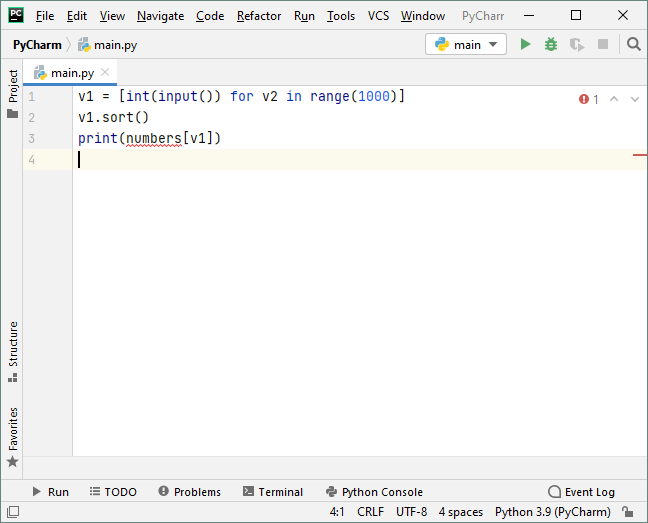 PC File Edit View Navigate Code Refactor Run Tools VCS Window PyCharr
PyCharm main.py main
Project
main.py
1 v1 = [int(input()) for v2 in range(1000)]
1
2 v1.sort()
3 print(numbers[v1])
4
Structure
Favorites
Run TODO Problems Terminal Python Console Event Log
4:1 CRLF UTF-8 4 spaces Python 3.9 (PyCharm)